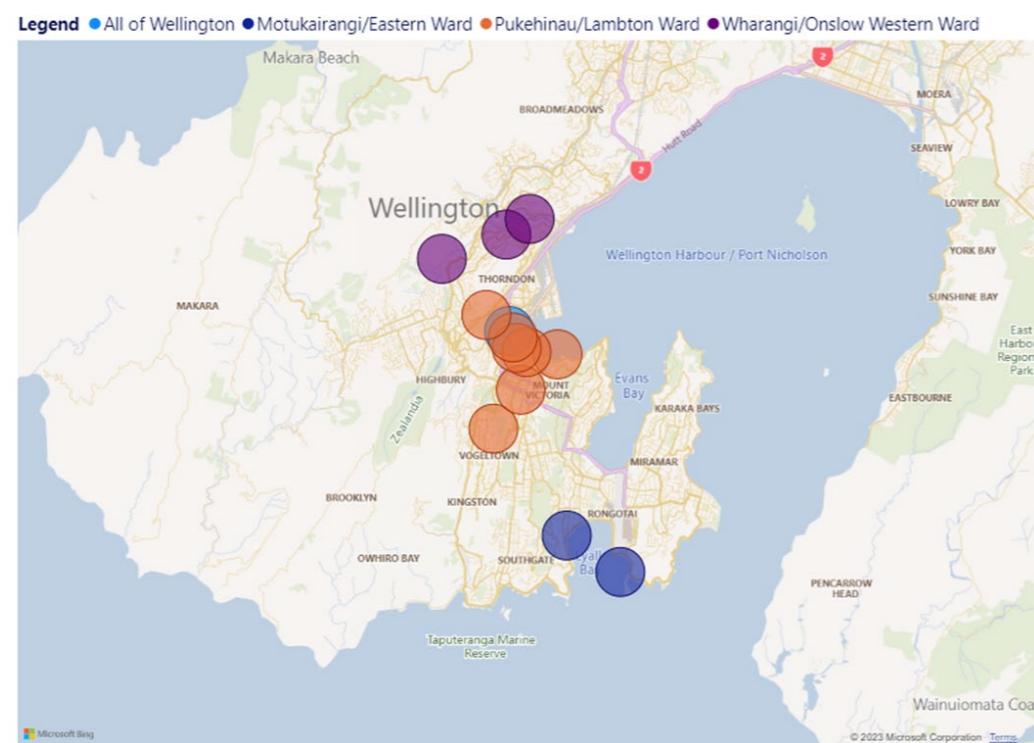 Legend All of Wellington Motukairangi/Eastern Ward Pukehinau/Lambton Ward Wharangi/Onslow Western Ward
Makara Beach
2
MOERA
BROADMEADOWS
Hutt Road
SEAVIEW
2
LOWRY BAY
Wellington
YORK BAY
Wellington Harbour / Port Nicholson
THORNDON
SUNSHINE BAY
MAKARA
East
Harbo
Region
Park
HIGHBURY
MOUNT
VICTORIA
Evans
Bay
EASTBOURNE
KARAKA BAYS
Zealandia
VOGELTOWN
MIRAMAR
BROOKLYN
KINGSTON
RONGOTAI
OWHIRO BAY
SOUTHGATE
PENCARROW
HEAD
Taputeranga Marine
Reserve
Wainuiomata Coa
Microsoft Bing
© 2023 Microsoft Corporation Terms